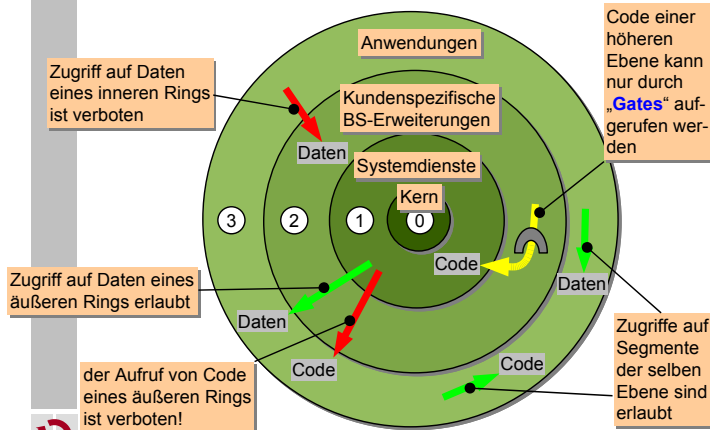 Anwendungen
Code einer
höheren
Ebene kann
nur durch
„Gates“ auf-
gerufen wer-
den
Zugriff auf Daten
eines inneren Rings
ist verboten
Kundenspezifische
BS-Erweiterungen
Daten
Systemdienste
Kern
3
2
1
0
Code
Daten
Zugriff auf Daten eines
äußeren Rings erlaubt
Daten
Code
Code
Zugriffe auf
Segmente
der selben
Ebene sind
erlaubt
der Aufruf von Code
eines äußeren Rings
ist verboten!